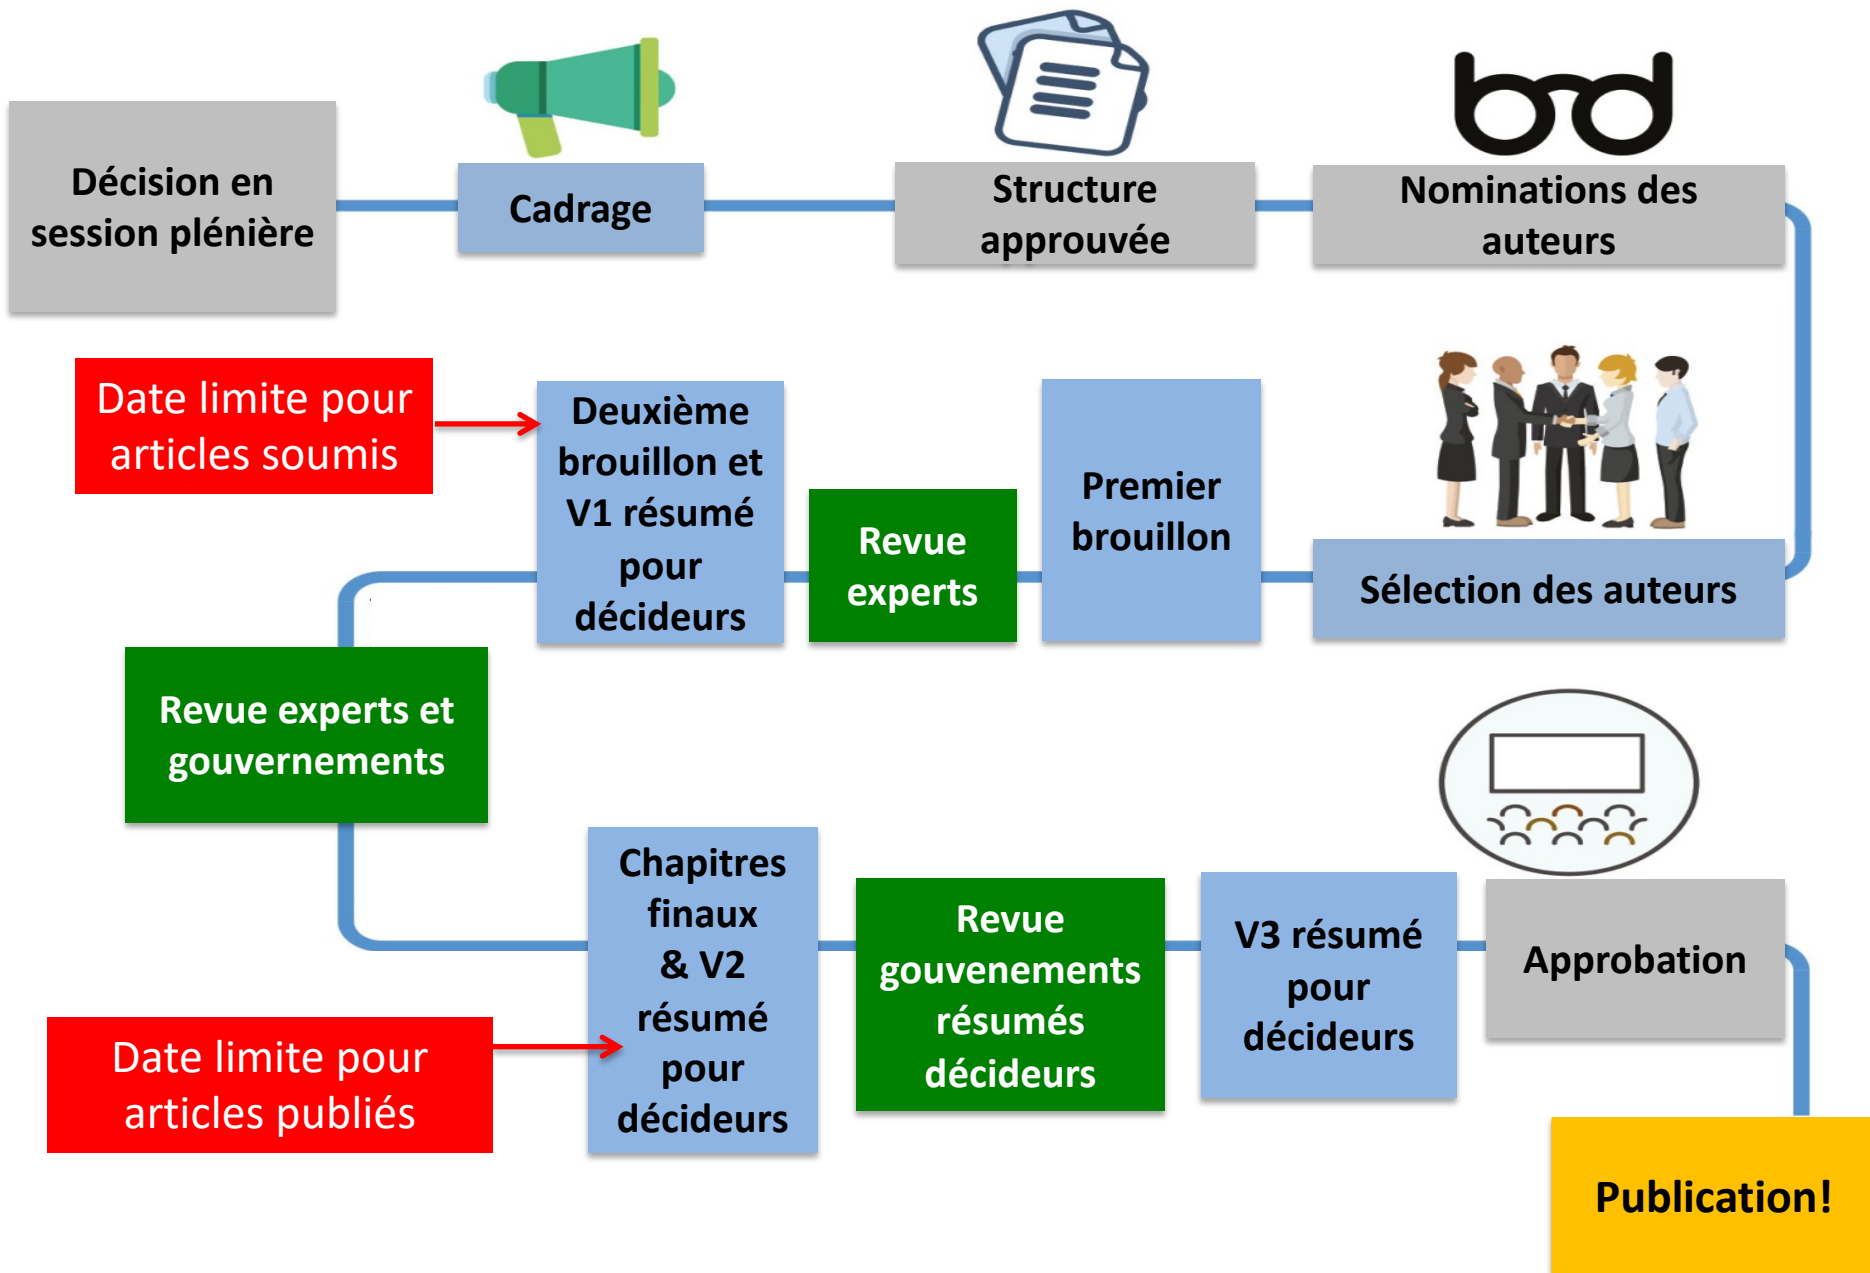 Décision en
session plénière
Cadrage
Structure
approuvée
Nominations des
auteurs
Date limite pour
articles soumis
Deuxième
brouillon et
V1 résumé
pour
décideurs
Revue
experts
Premier
brouillon
Sélection des auteurs
Revue experts et
gouvernements
Chapitres
finaux
& V2
résumé
pour
décideurs
Revue
gouvenements
résumés
décideurs
V3 résumé
pour
décideurs
Approbation
Date limite pour
articles publiés
Publication!